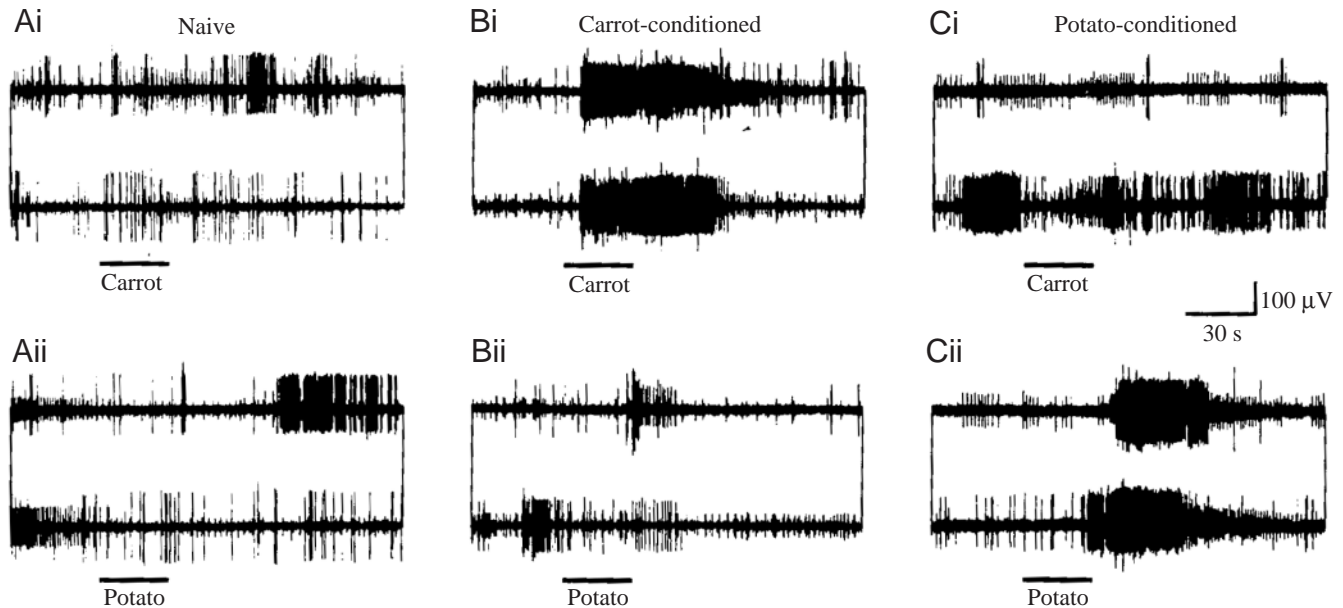 Ai
Naive
Bi
Carrot-conditioned
Ci
Potato-conditioned
Carrot
Carrot
Carrot
100 μV
30 s
Aii
Bii
Cii
Potato
Potato
Potato